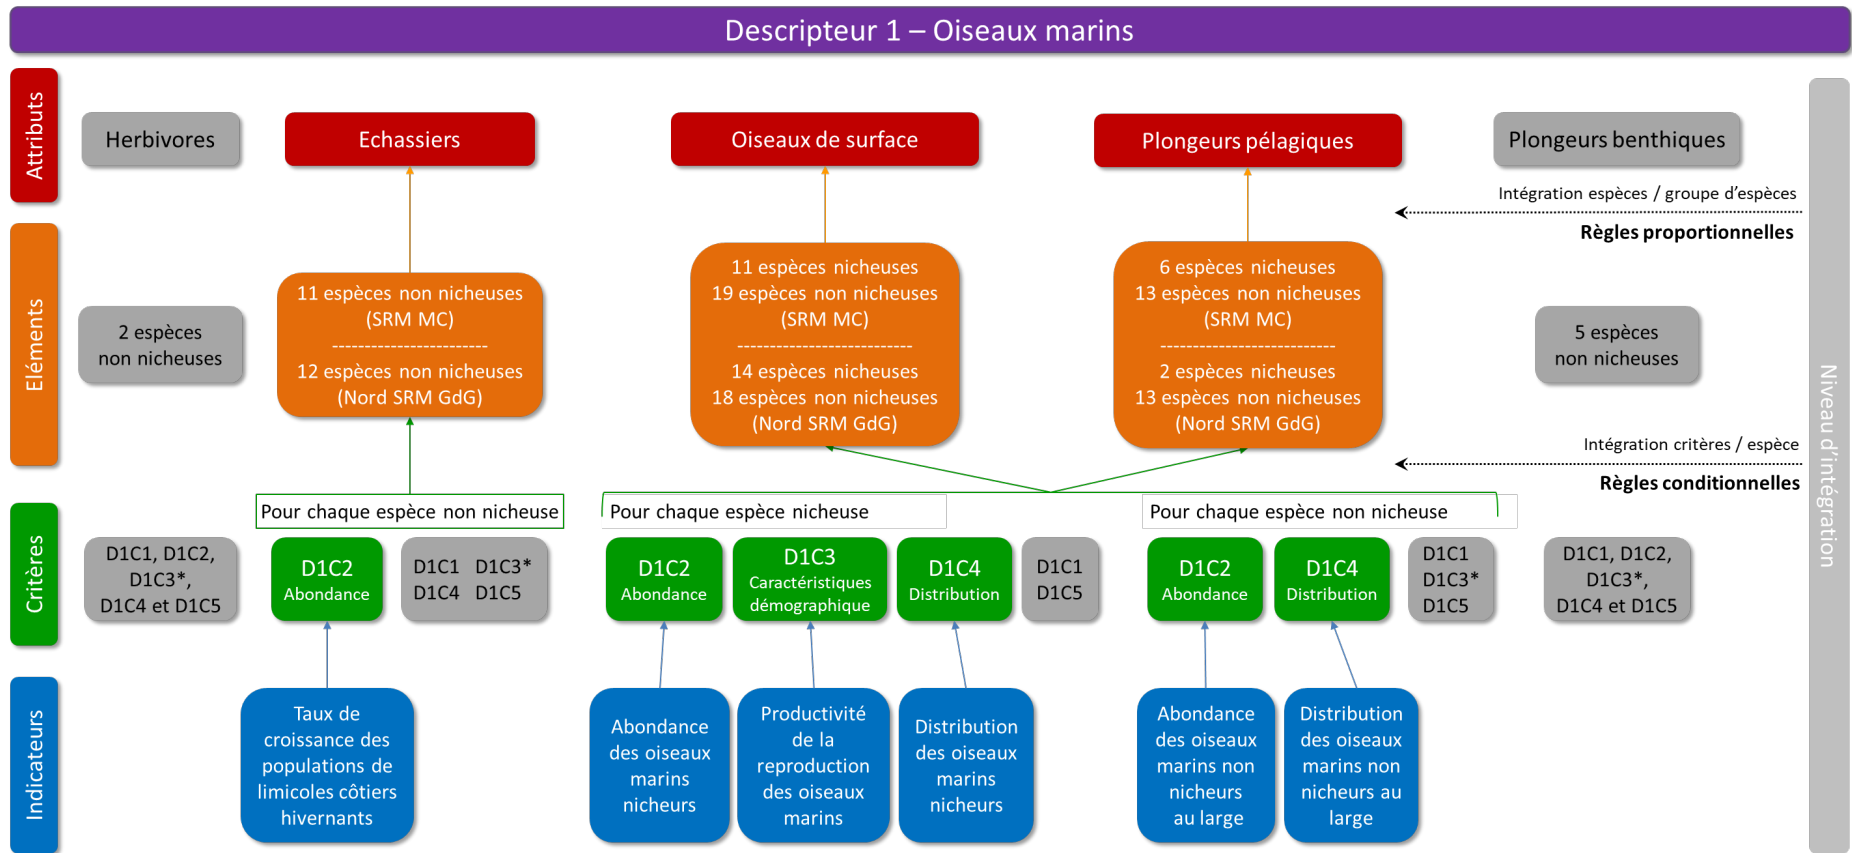 Descripteur 1 – Oiseaux marins
Attributs
Herbivores
Echassiers
Oiseaux de surface
Plongeurs pélagiques
Plongeurs benthiques
Intégration espèces / groupe d'espèces
Règles proportionnelles
Eléments
2 espèces
non nicheuses
11 espèces non nicheuses
(SRM MC)
------------------------
12 espèces non nicheuses
(Nord SRM GdG)
11 espèces nicheuses
19 espèces non nicheuses
(SRM MC)
---------------------------
14 espèces nicheuses
18 espèces non nicheuses
(Nord SRM GdG)
6 espèces nicheuses
13 espèces non nicheuses
(SRM MC)
---------------------------
2 espèces nicheuses
13 espèces non nicheuses
(Nord SRM GdG)
5 espèces
non nicheuses
Intégration critères / espèce
Règles conditionnelles
Niveau d'intégration
Critères
Pour chaque espèce non nicheuse
Pour chaque espèce nicheuse
Pour chaque espèce non nicheuse
D1C1, D1C2,
D1C3*,
D1C4 et D1C5
D1C2
Abondance
D1C1 D1C3*
D1C4 D1C5
D1C2
Abondance
D1C3
Caractéristiques
démographique
D1C4
Distribution
D1C1
D1C5
D1C2
Abondance
D1C4
Distribution
D1C1
D1C3*
D1C5
D1C1, D1C2,
D1C3*,
D1C4 et D1C5
Indicateurs
Taux de
croissance des
populations de
limicoles côtiers
hivernants
Abondance
des oiseaux
marins
nicheurs
Productivité
de la
reproduction
des oiseaux
marins
Distribution
des oiseaux
marins
nicheurs
Abondance
des oiseaux
marins non
nicheurs
au large
Distribution
des oiseaux
marins non
nicheurs au
large